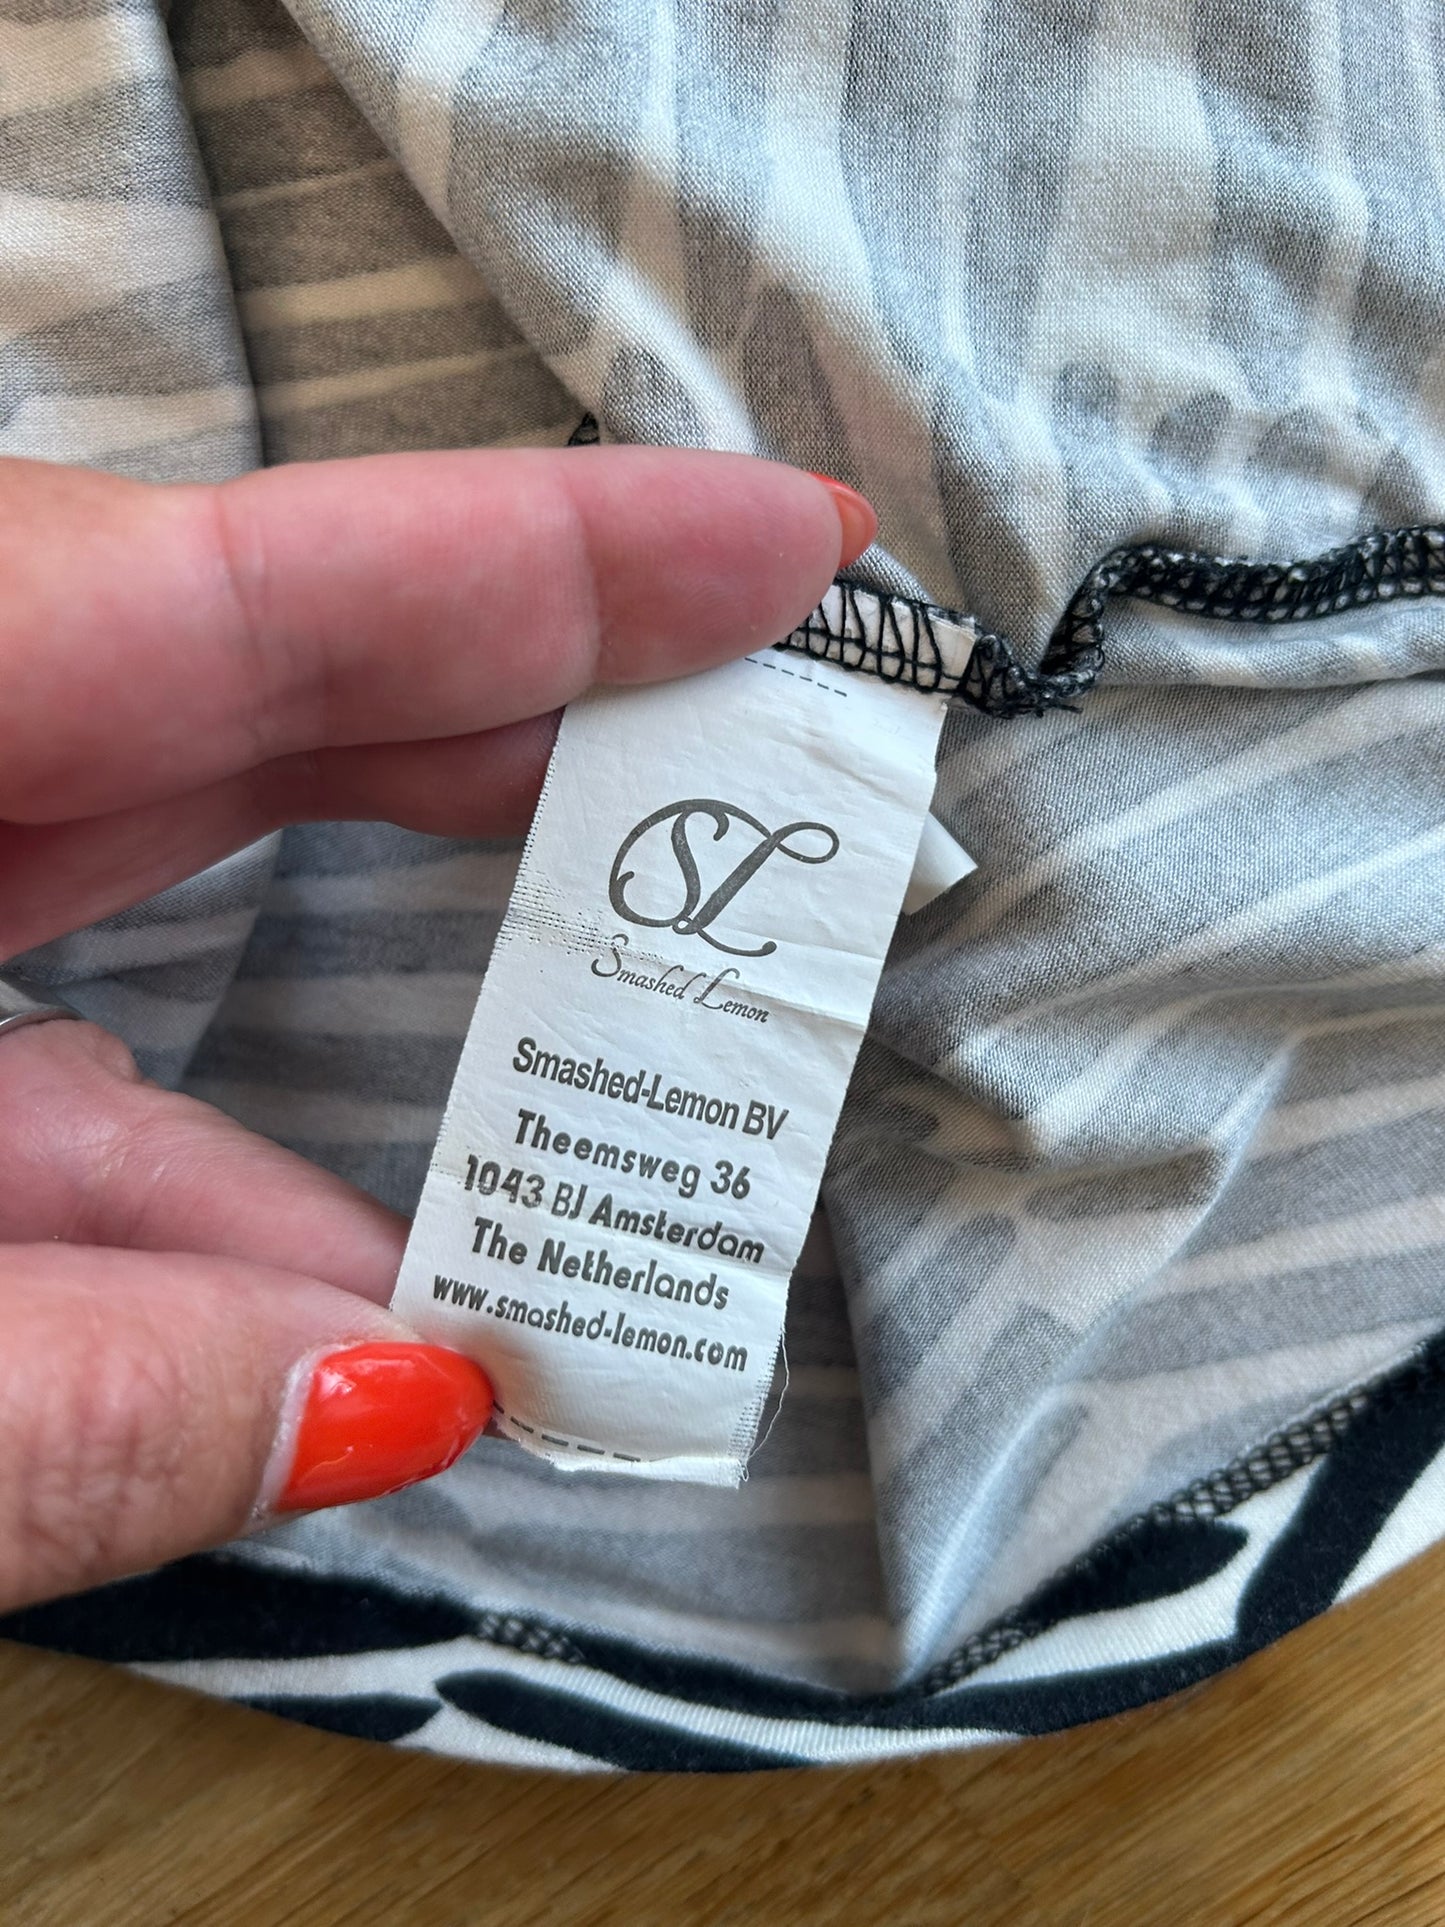 SL
Smashed Lemon
Smashed-Lemon BV
Theemsweg 36
1043 BJ Amsterdam
The Netherlands
www.smashed-lemon.com